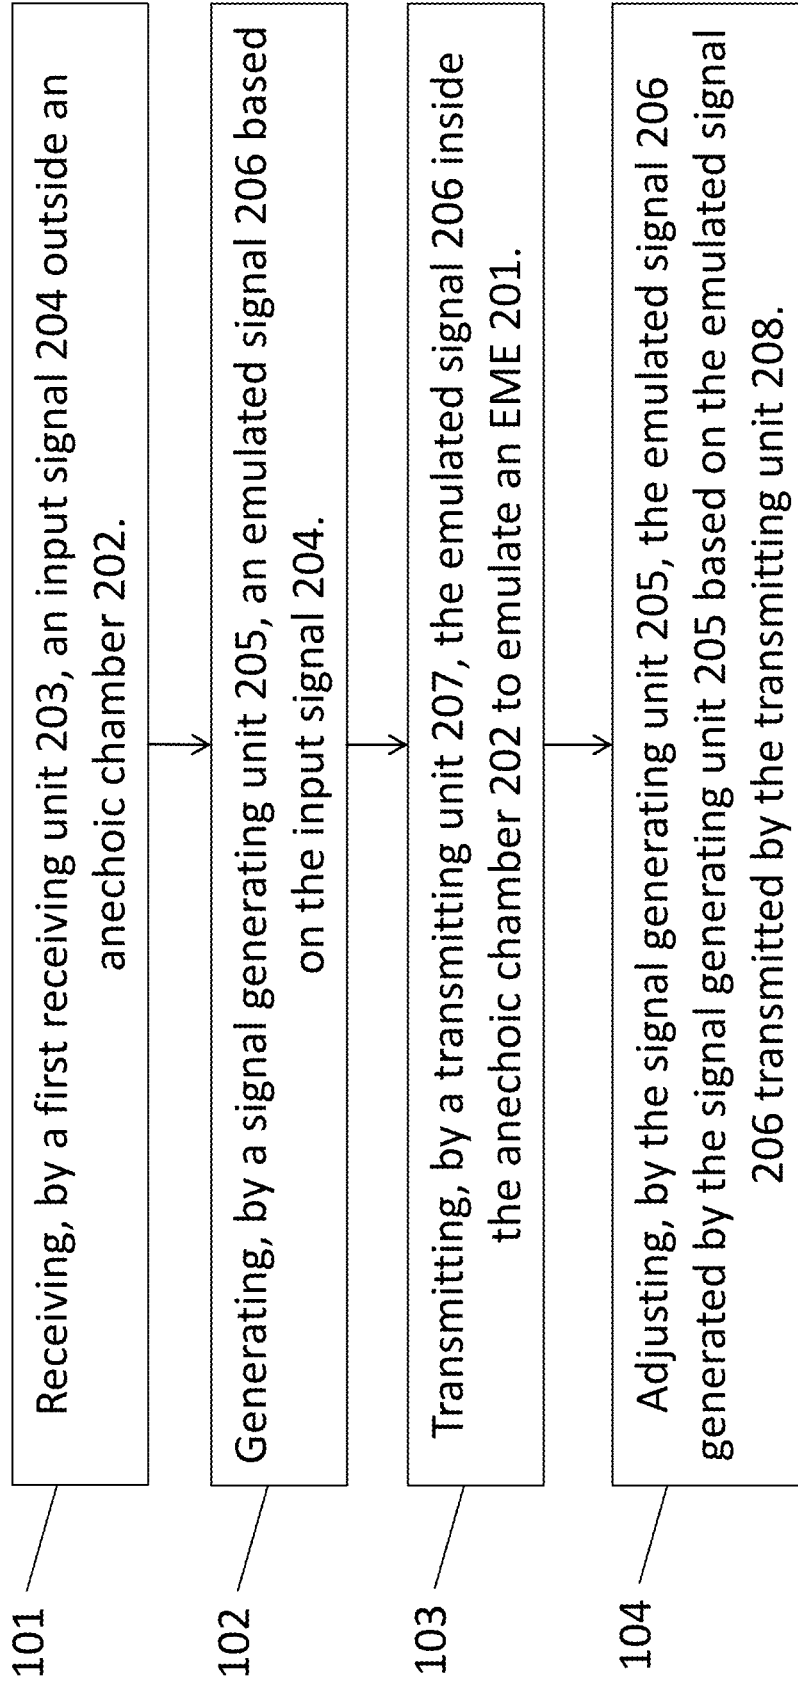 101
Receiving, by a first receiving unit 203, an input signal 204 outside an
anechoic chamber 202.
102
Generating, by a signal generating unit 205, an emulated signal 206 based
on the input signal 204.
103
Transmitting, by a transmitting unit 207, the emulated signal 206 inside
the anechoic chamber 202 to emulate an EME 201.
104
Adjusting, by the signal generating unit 205, the emulated signal 206
generated by the signal generating unit 205 based on the emulated signal
206 transmitted by the transmitting unit 208.